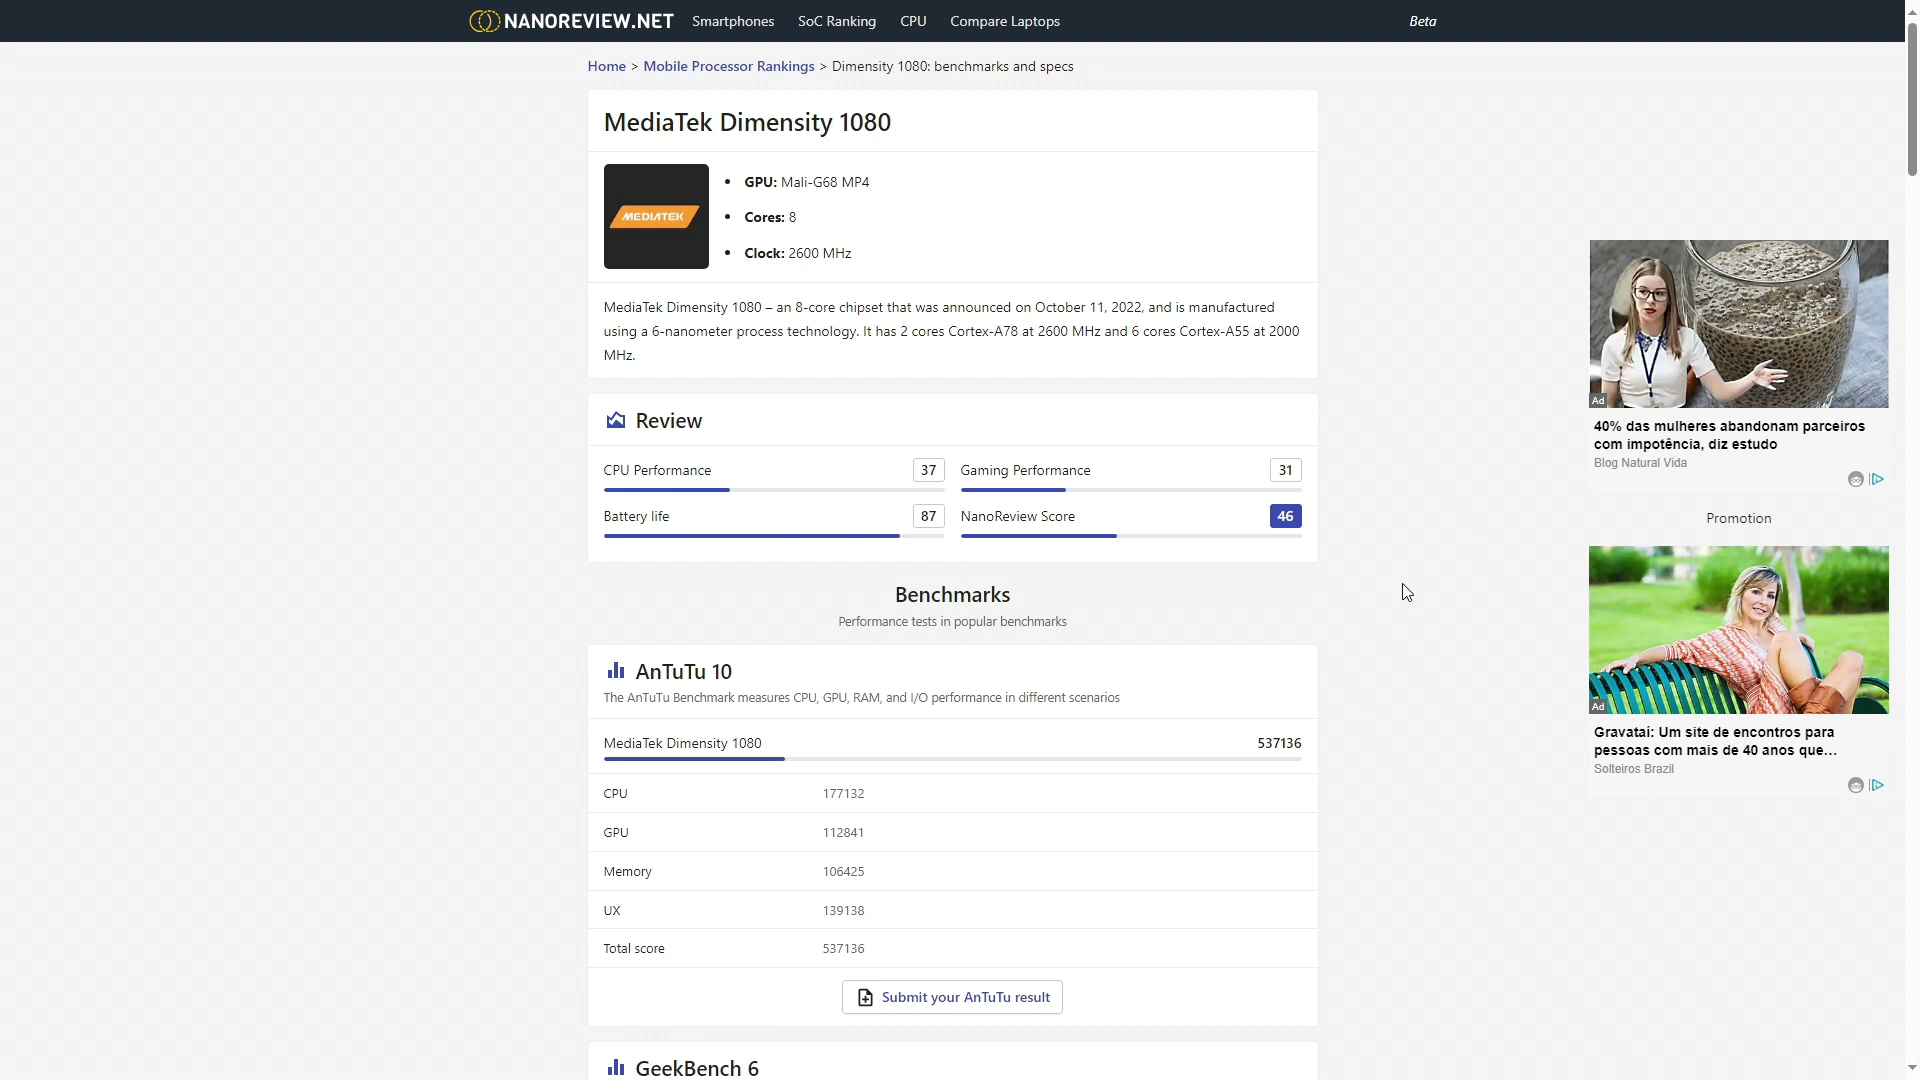 NANOREVIEW.NET Smartphones SoC Ranking CPU Compare Laptops Beta
Home > Mobile Processor Rankings > Dimensity 1080: benchmarks and specs
MediaTek Dimensity 1080
MEDIATEK
• GPU: Mali-G68 MP4
• Cores: 8
• Clock: 2600 MHz
MediaTek Dimensity 1080 – an 8-core chipset that was announced on October 11, 2022, and is manufactured
using a 6-nanometer process technology. It has 2 cores Cortex-A78 at 2600 MHz and 6 cores Cortex-A55 at 2000
MHz.
Review
CPU Performance 37 Gaming Performance 31
Battery life 87 NanoReview Score 46
Benchmarks
Performance tests in popular benchmarks
AnTuTu 10
The AnTuTu Benchmark measures CPU, GPU, RAM, and I/O performance in different scenarios
MediaTek Dimensity 1080 537136
CPU 177132
GPU 112841
Memory 106425
UX 139138
Total score 537136
Submit your AnTuTu result
GeekBench 6
Ad
40% das mulheres abandonam parceiros
com impotência, diz estudo
Blog Natural Vida
Promotion
Ad
Gravataí: Um site de encontros para
pessoas com mais de 40 anos que...
Solteiros Brazil